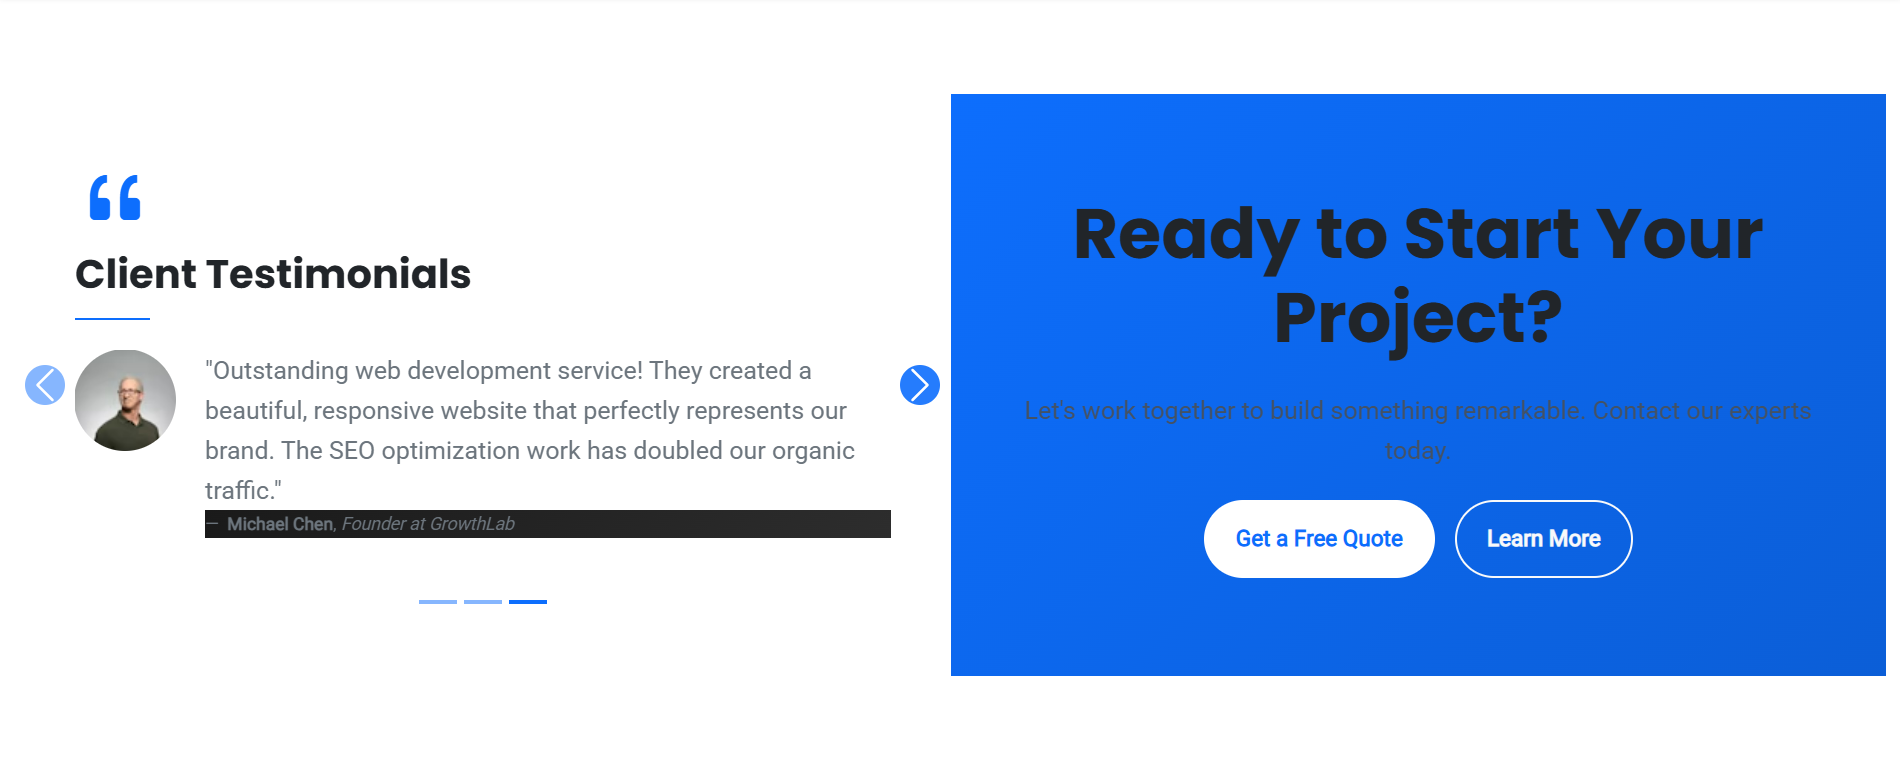 Client Testimonials
"Outstanding web development service! They created a
beautiful, responsive website that perfectly represents our
brand. The SEO optimization work has doubled our organic
traffic."
— Michael Chen, Founder at GrowthLab
Ready to Start Your
Project?
Let's work together to build something remarkable. Contact our experts
today.
Get a Free Quote
Learn More